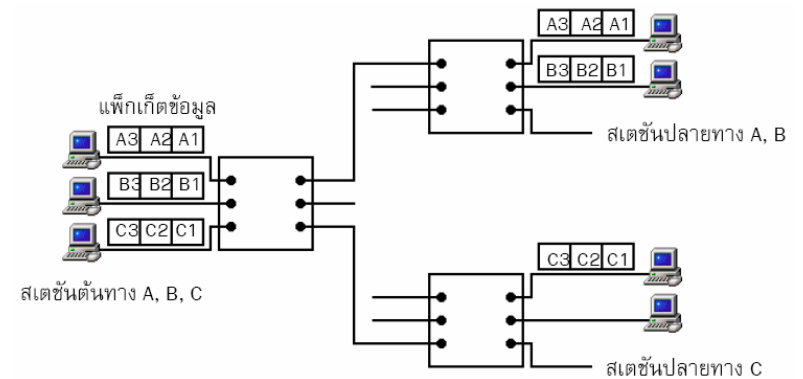 A3 A2 A1
B3 B2 B1
สเตชันปลายทาง A, B
แพ็กเก็ตข้อมูล
A3 A2 A1
B3 B2 B1
C3 C2 C1
สเตชันต้นทาง A, B, C
C3 C2 C1
สเตชันปลายทาง C